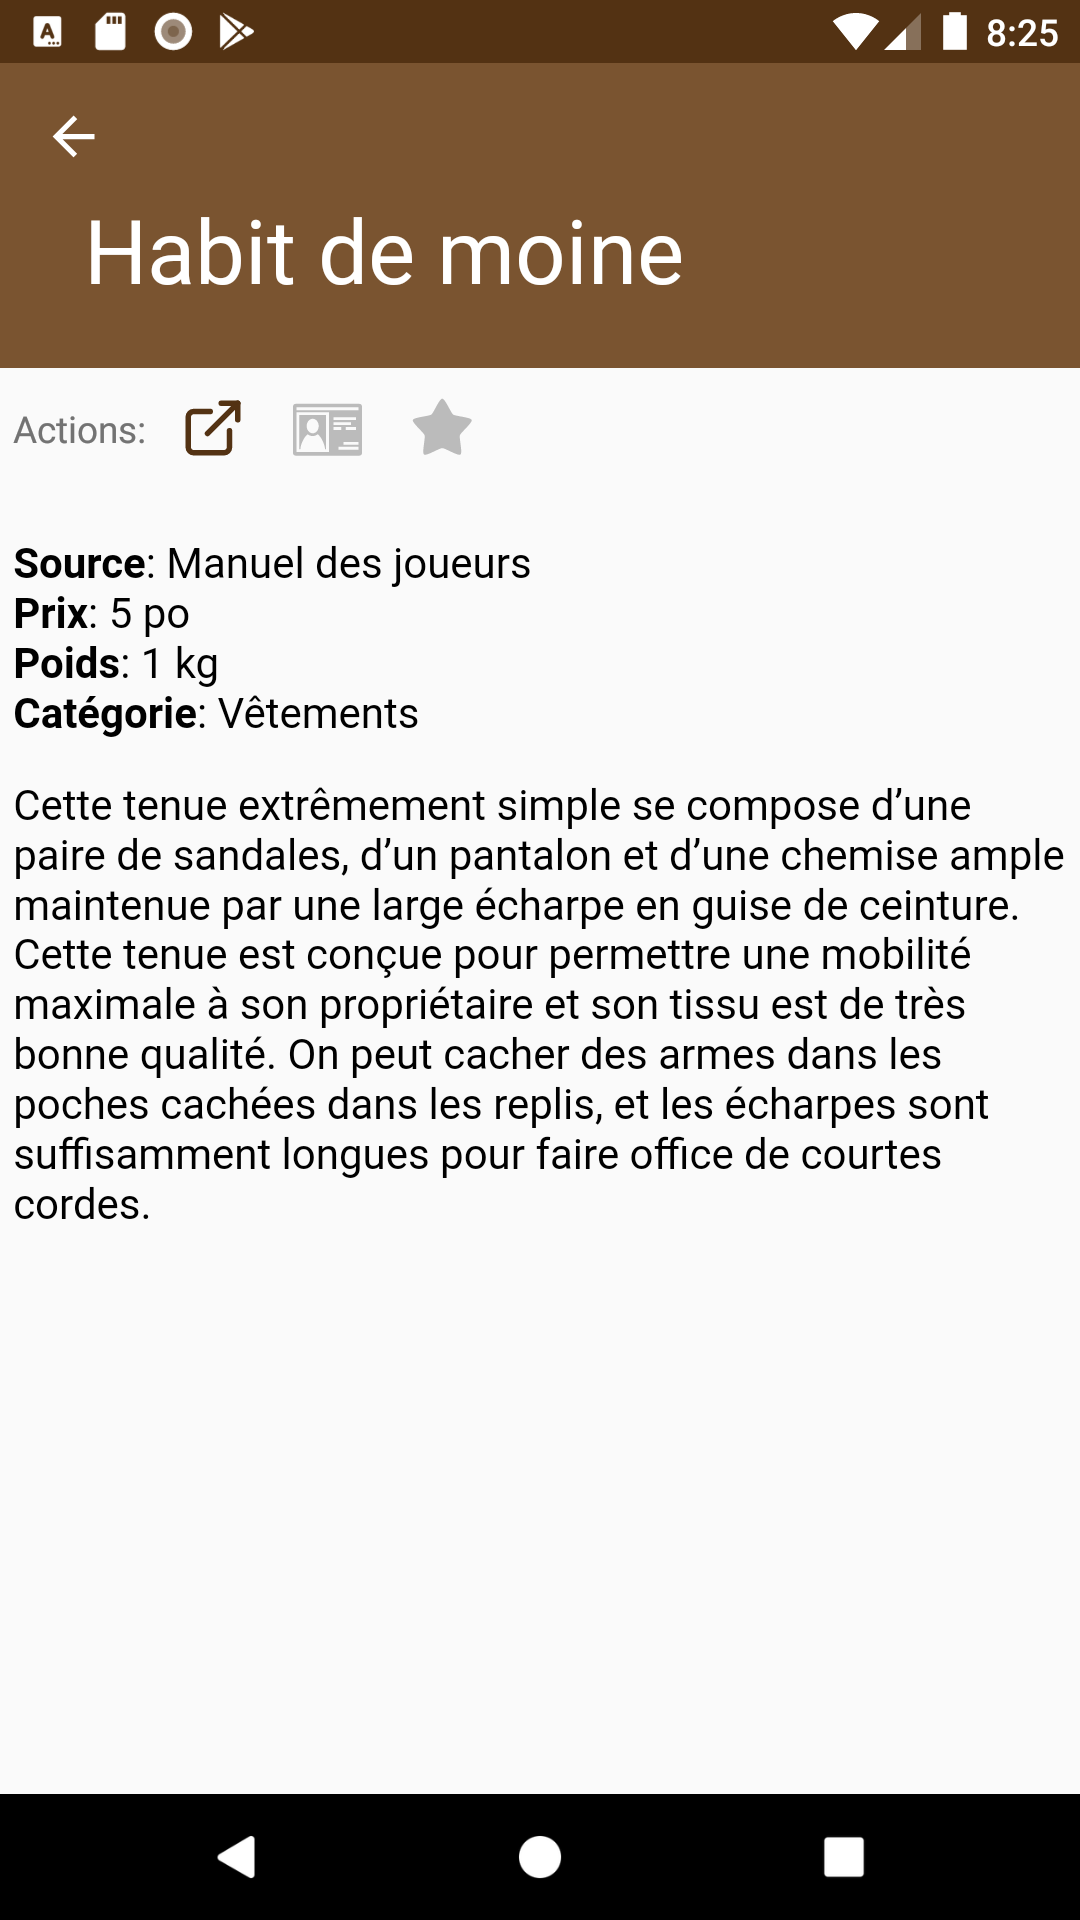 8:25
Habit de moine
Actions:
Source: Manuel des joueurs
Prix: 5 po
Poids: 1 kg
Catégorie: Vêtements
Cette tenue extrêmement simple se compose d’une
paire de sandales, d’un pantalon et d’une chemise ample
maintenue par une large écharpe en guise de ceinture.
Cette tenue est conçue pour permettre une mobilité
maximale à son propriétaire et son tissu est de très
bonne qualité. On peut cacher des armes dans les
poches cachées dans les replis, et les écharpes sont
suffisamment longues pour faire office de courtes
cordes.